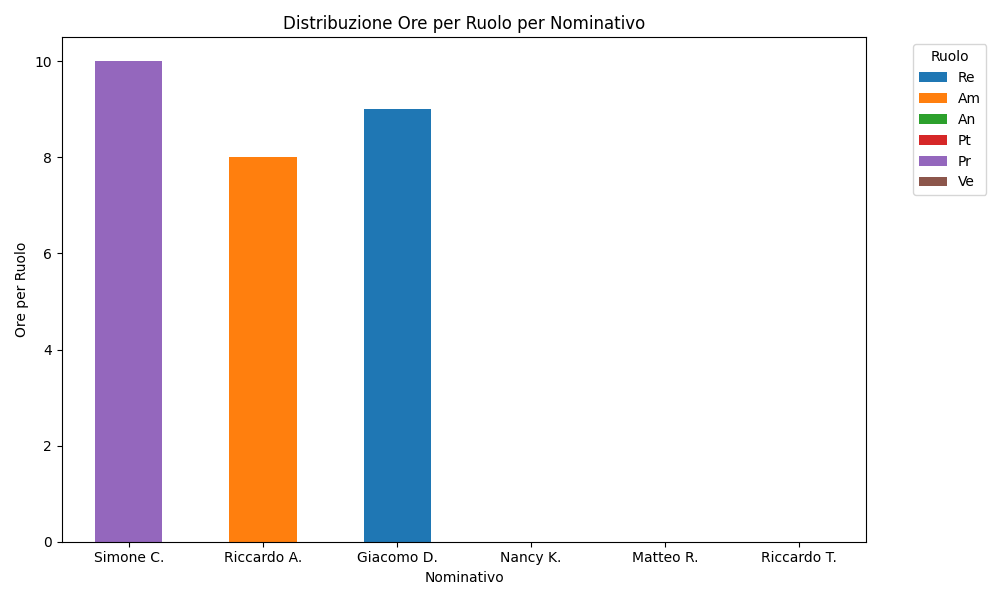 Distribuzione Ore per Ruolo per Nominativo
Ore per Ruolo
10
8
6
4
2
0
Simone C.
Riccardo A.
Giacomo D.
Nancy K.
Matteo R.
Riccardo T.
Nominativo
Ruolo
Re
Am
An
Pt
Pr
Ve